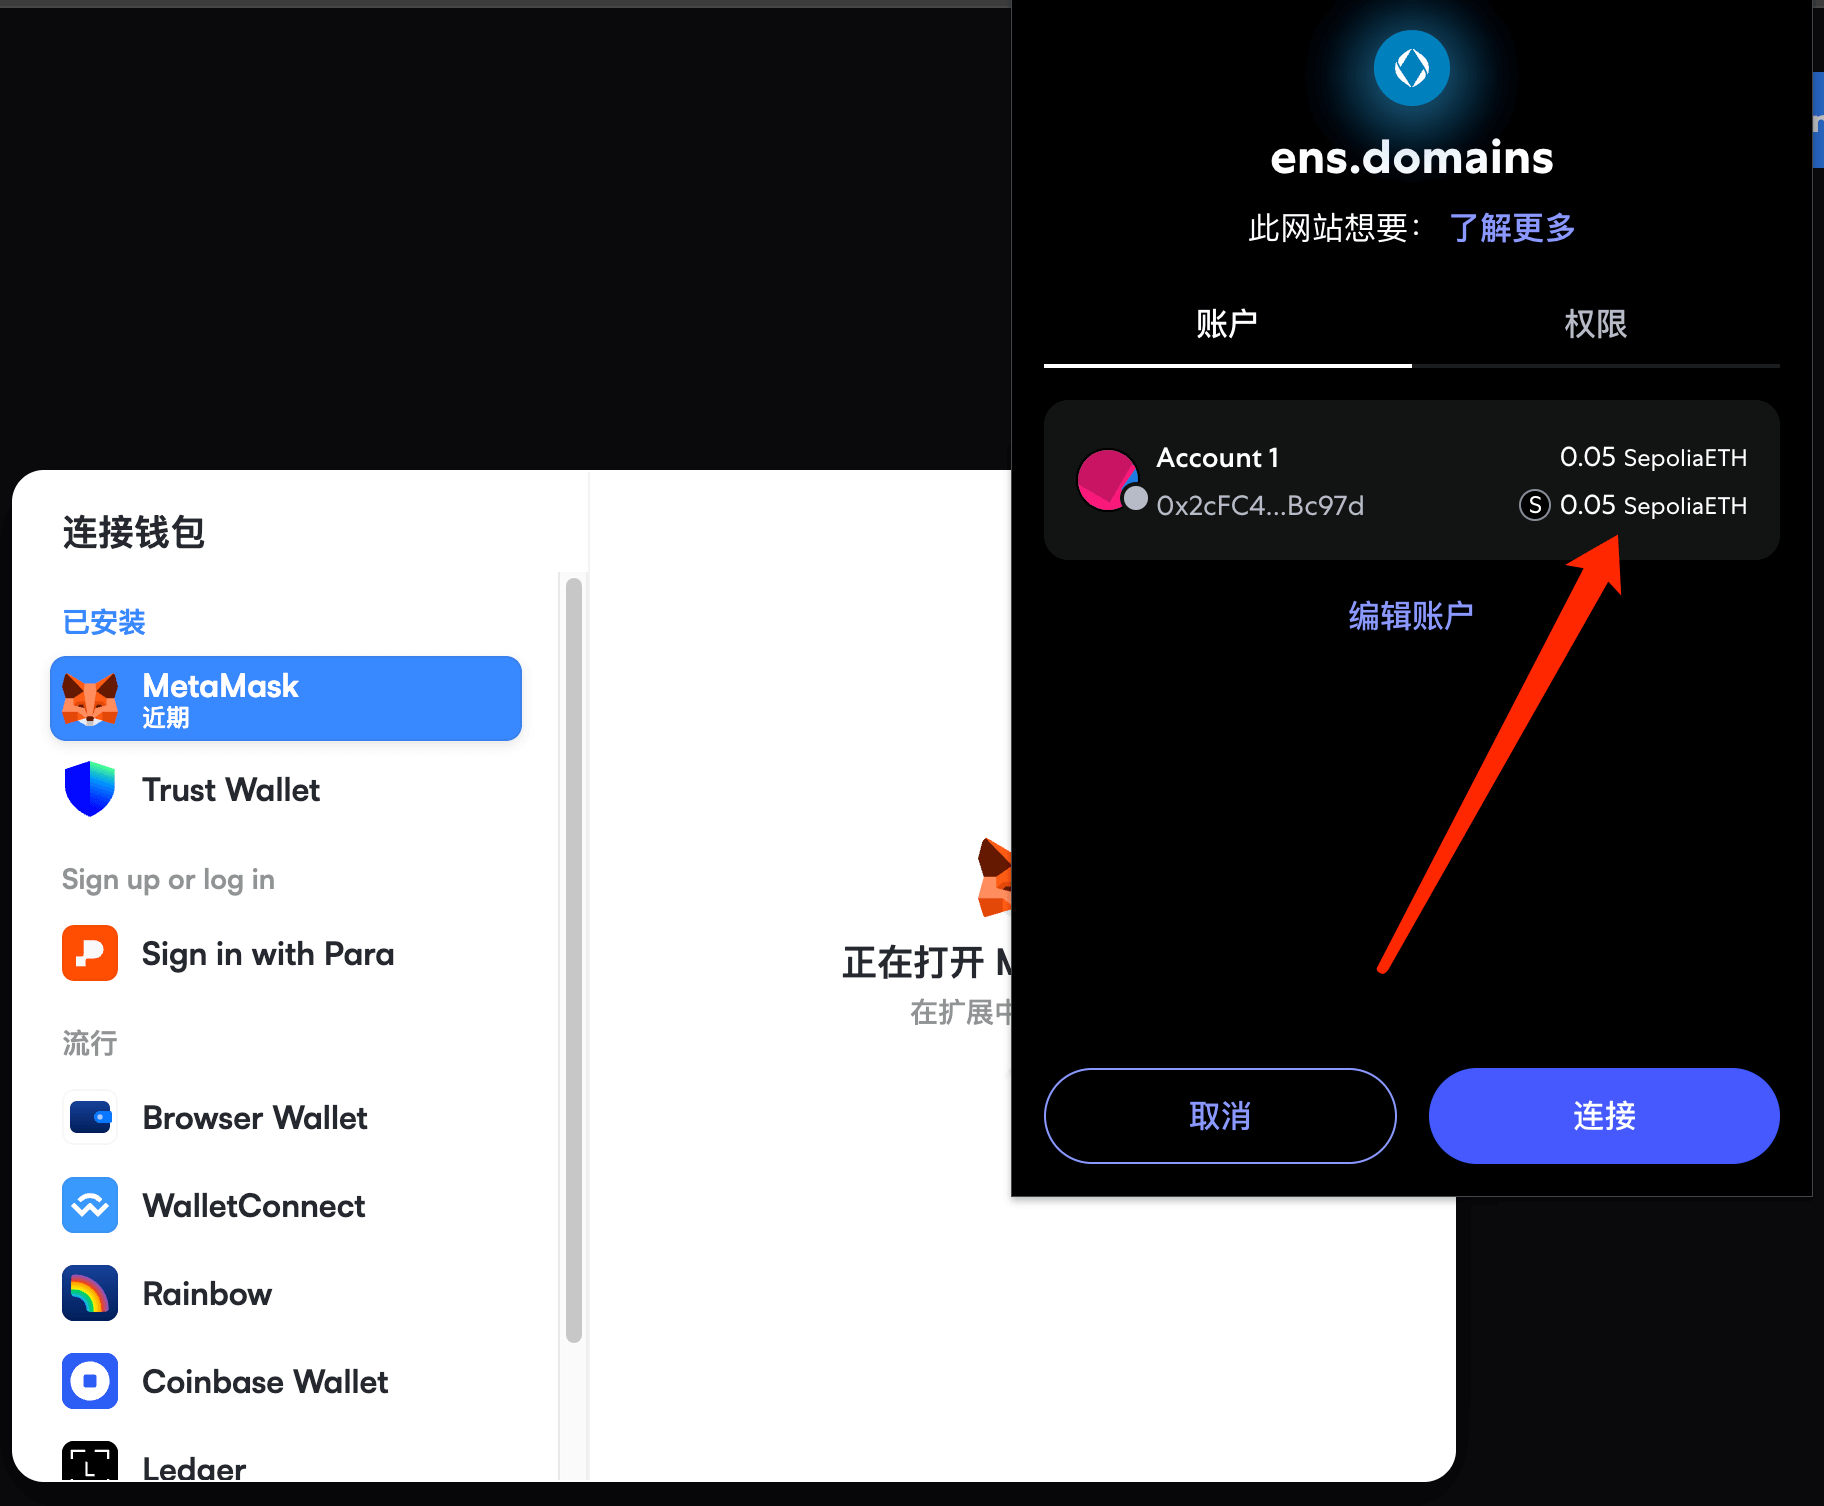 ens.domains
此网站想要： 了解更多
账户
权限
Account 1
0.05 SepoliaETH
0x2cFC4...Bc97d
S 0.05 SepoliaETH
编辑账户
取消
连接
连接钱包
已安装
MetaMask
近期
Trust Wallet
Sign up or log in
Sign in with Para
流行
Browser Wallet
WalletConnect
Rainbow
Coinbase Wallet
Ledger
正在打开 M
在扩展中